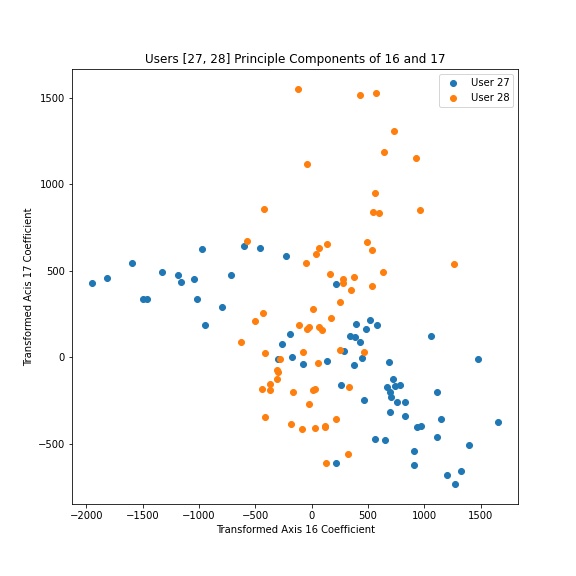 Users [27, 28] Principle Components of 16 and 17
User 27
User 28
1500
1000
500
0
−500
Transformed Acis 17 Coefficient
−2000 −1500 −1000 −500 0 500 1000 1500
Transformed Axis 16 Coefficient